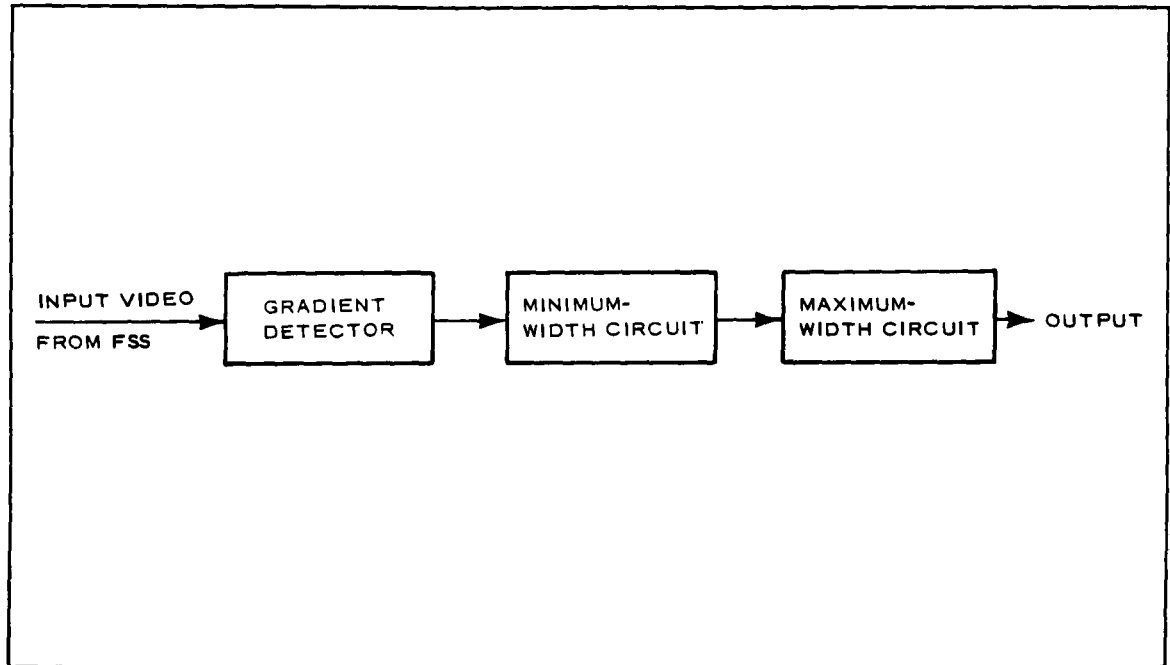 INPUT VIDEO
FROM FSS
GRADIENT
DETECTOR
MINIMUM-
WIDTH CIRCUIT
MAXIMUM-
WIDTH CIRCUIT
OUTPUT